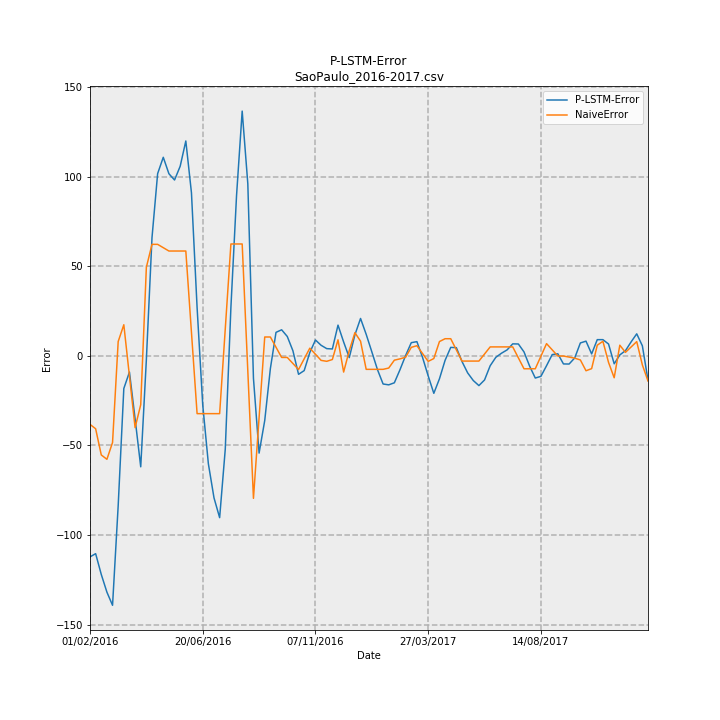 P-LSTM-Error
SaoPaulo_2016-2017.csv
150
100
50
0
−50
−100
−150
Error
P-LSTM-Error
NaiveError
01/02/2016
20/06/2016
07/11/2016
27/03/2017
14/08/2017
Date